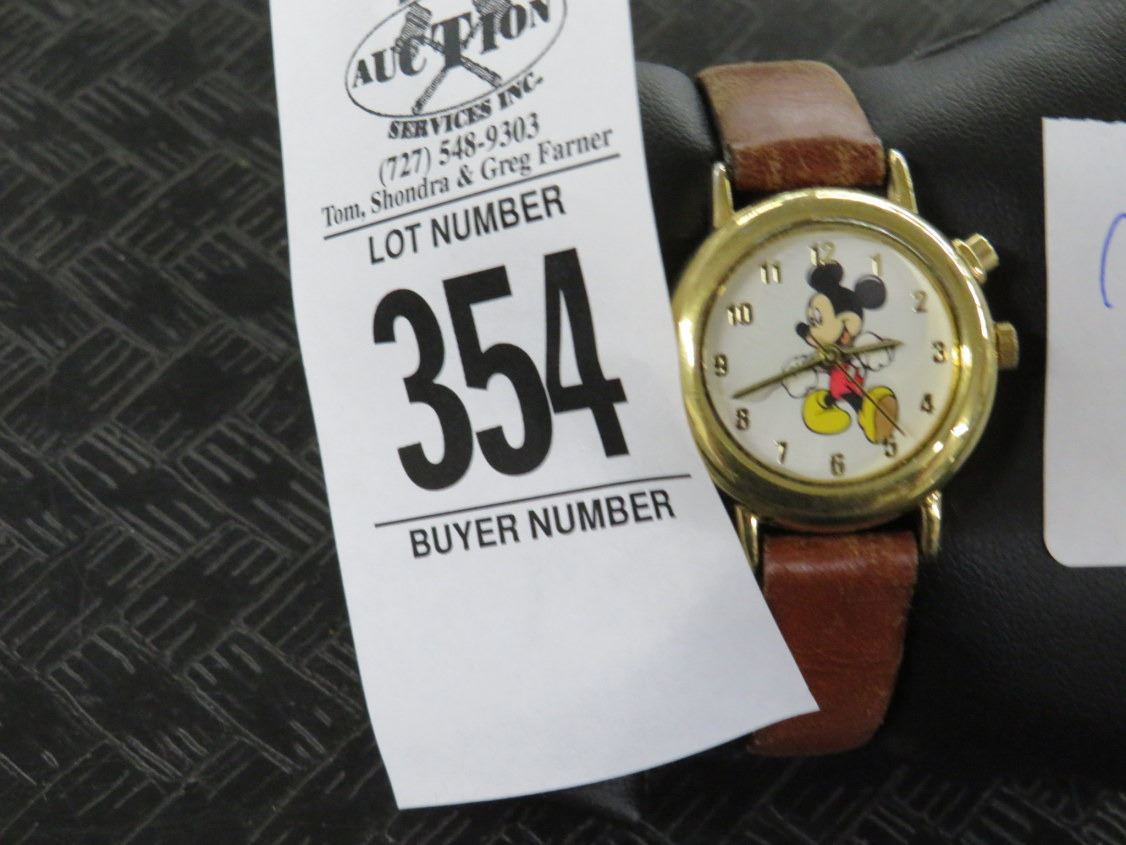 AUCTION
SERVICES INC.
(727) 548-9303
Tom, Shondra & Greg Farner
LOT NUMBER
354
BUYER NUMBER
12
11 1
10 2
9 3
8 4
7 5
6